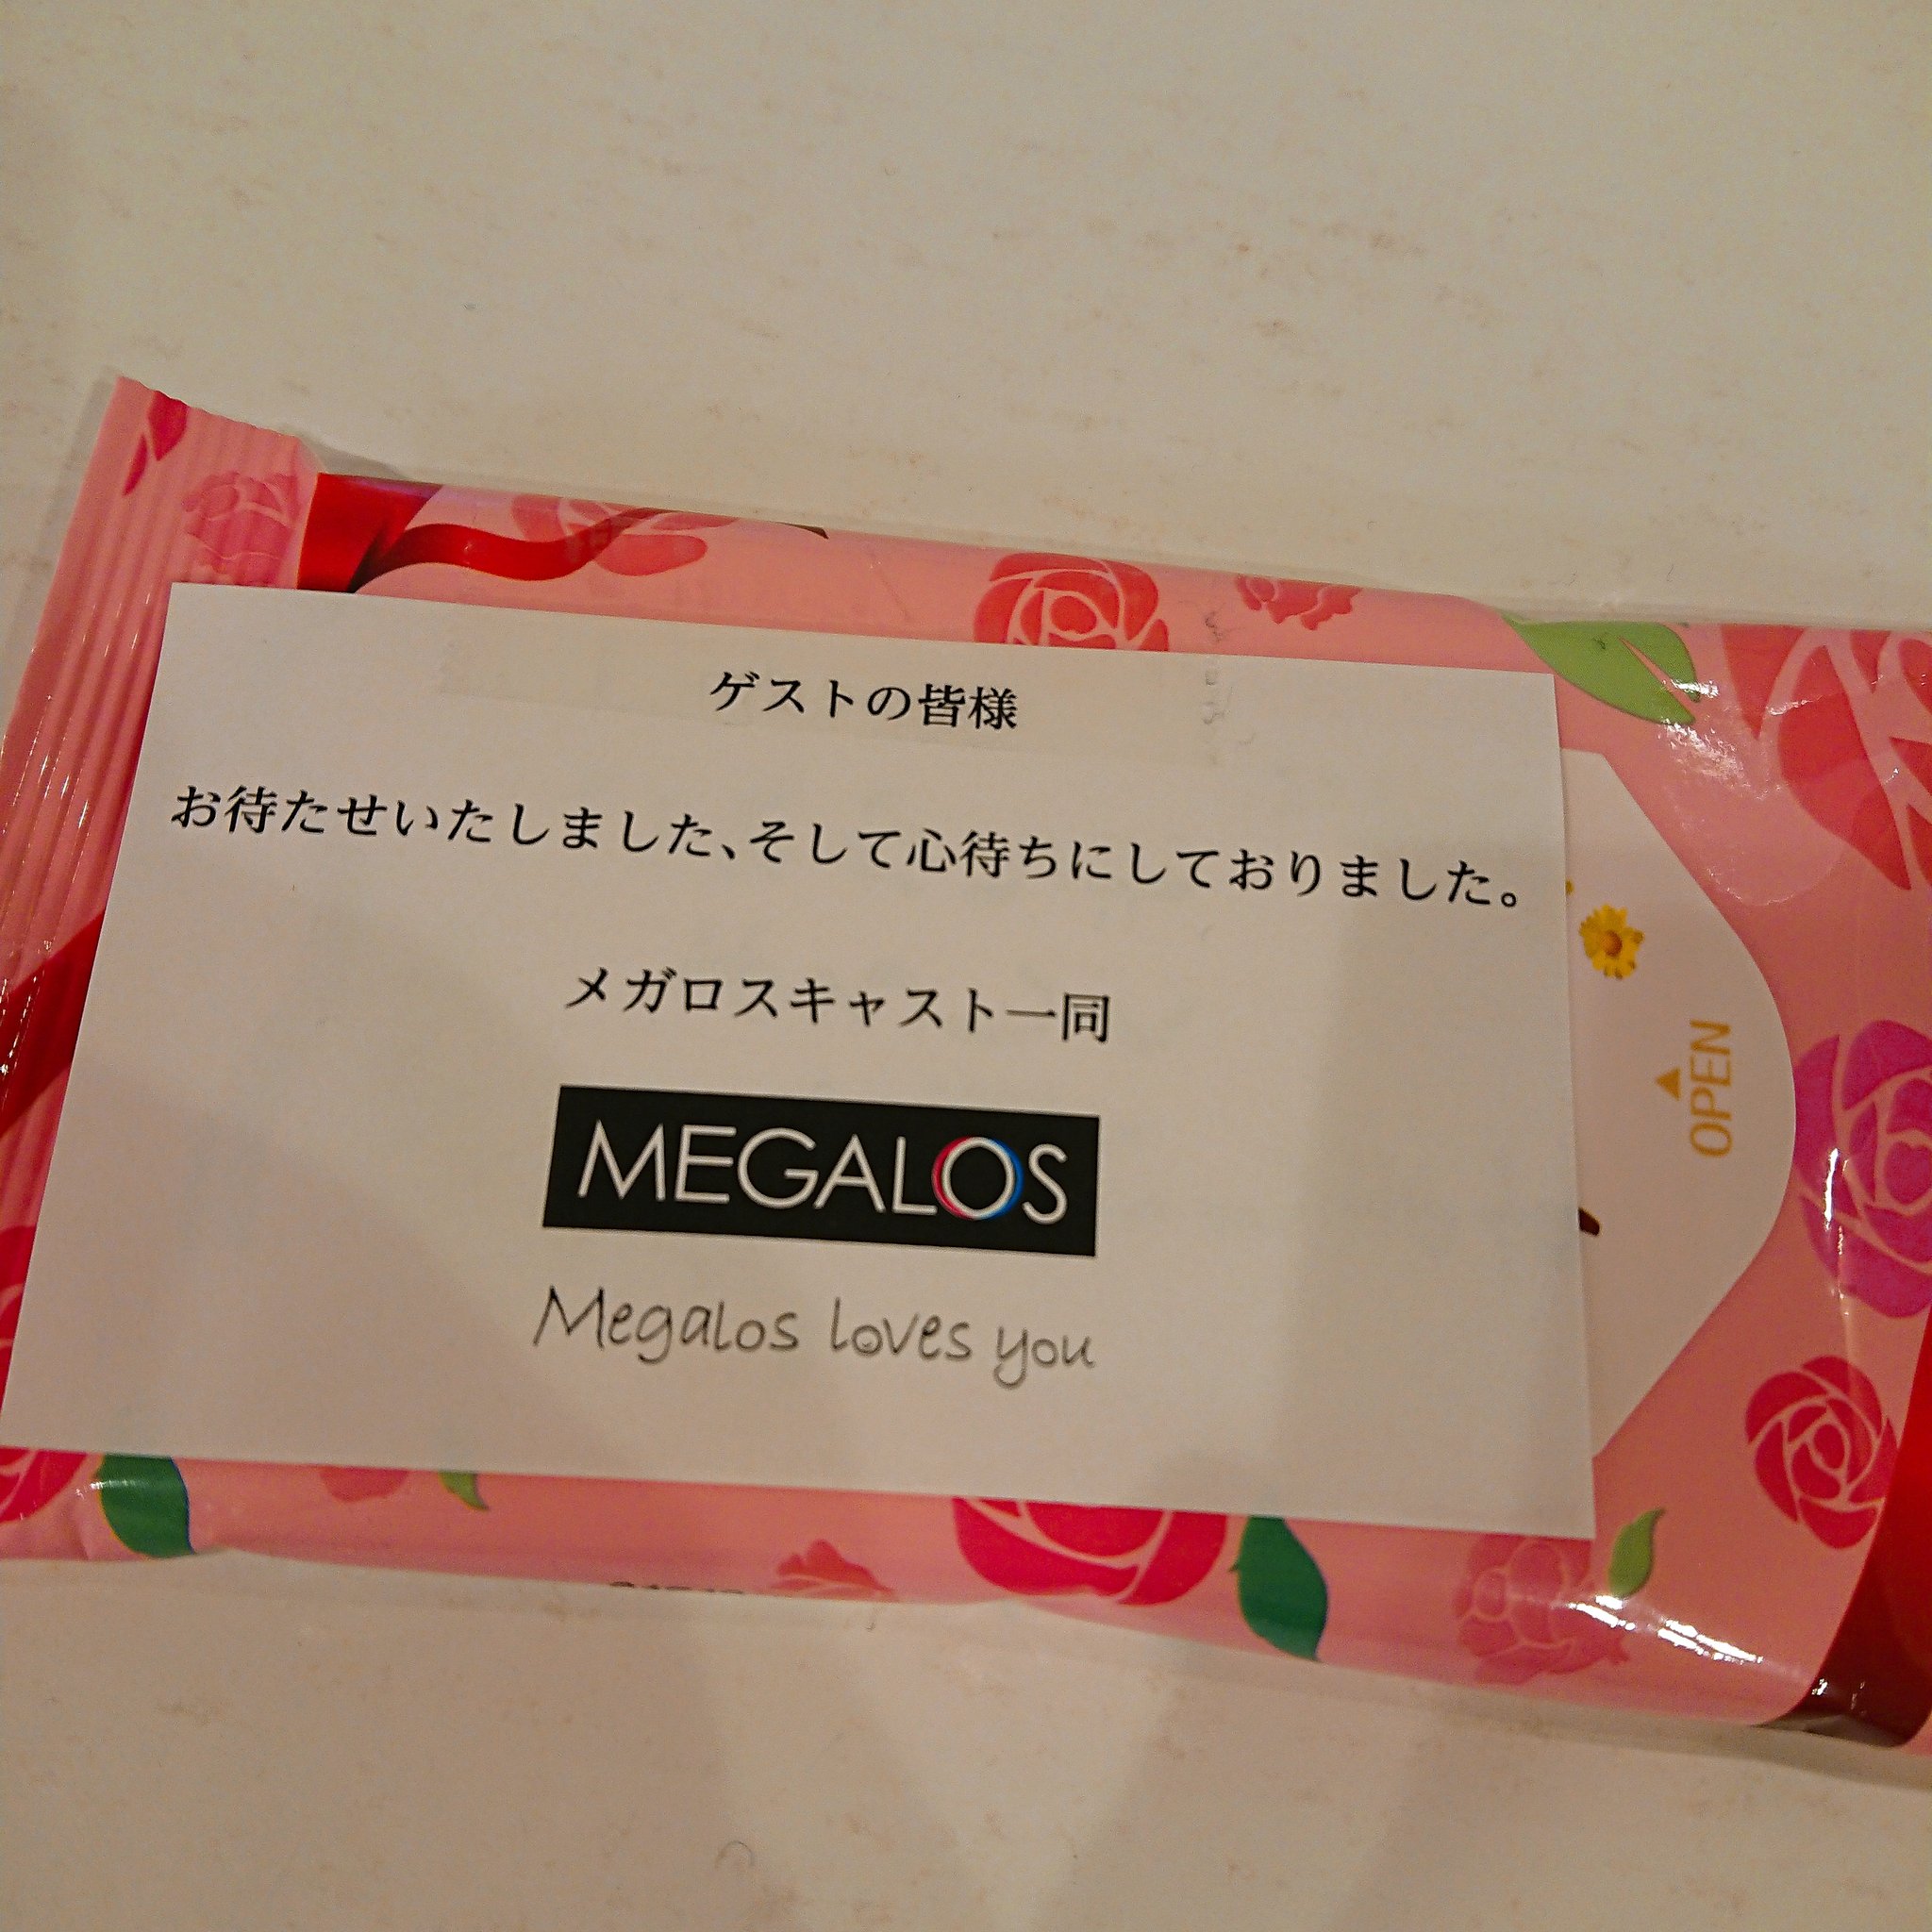 ゲストの皆様
お待たせいたしました、そして心待ちにしておりました。
メガロスキャスト一同
MEGALOS
Megalos loves you
OPEN